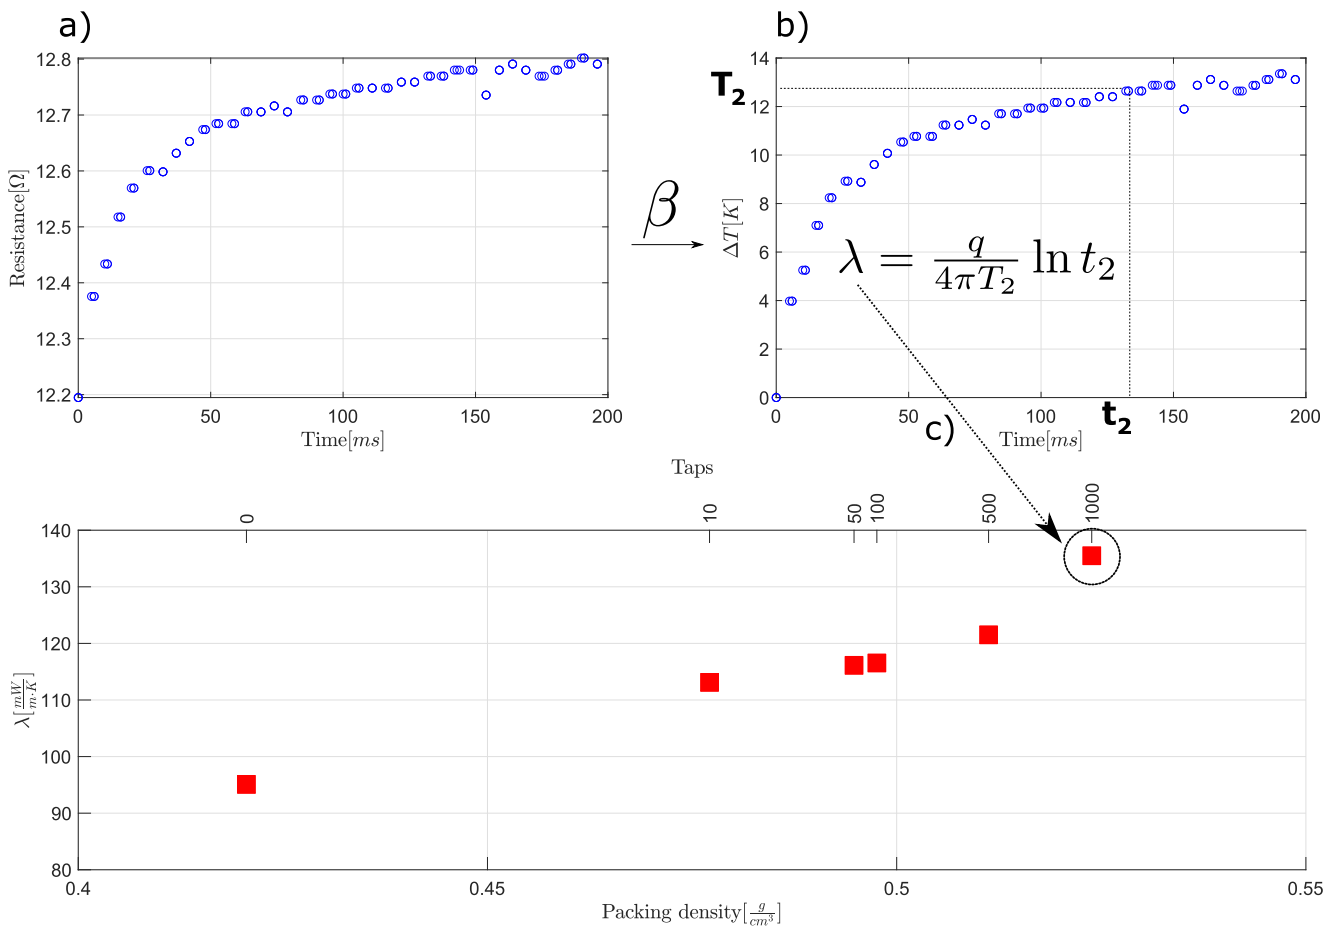 a)
12.8
12.7
12.6
12.5
12.4
12.3
12.2
Resistance[Ω]
0 50 100 150 200
Time[ms]
β
b)
T2
14
12
10
8
6
4
2
0
ΔT[K]
λ = q/4πT₂ ln t₂
0 50 100 150 200
t2
Time[ms]
c)
Taps
0 10 50 100 500 1000
140
130
120
110
100
90
80
λ[mW/m·K]
0.4 0.45 0.5 0.55
Packing density[g/cm³]